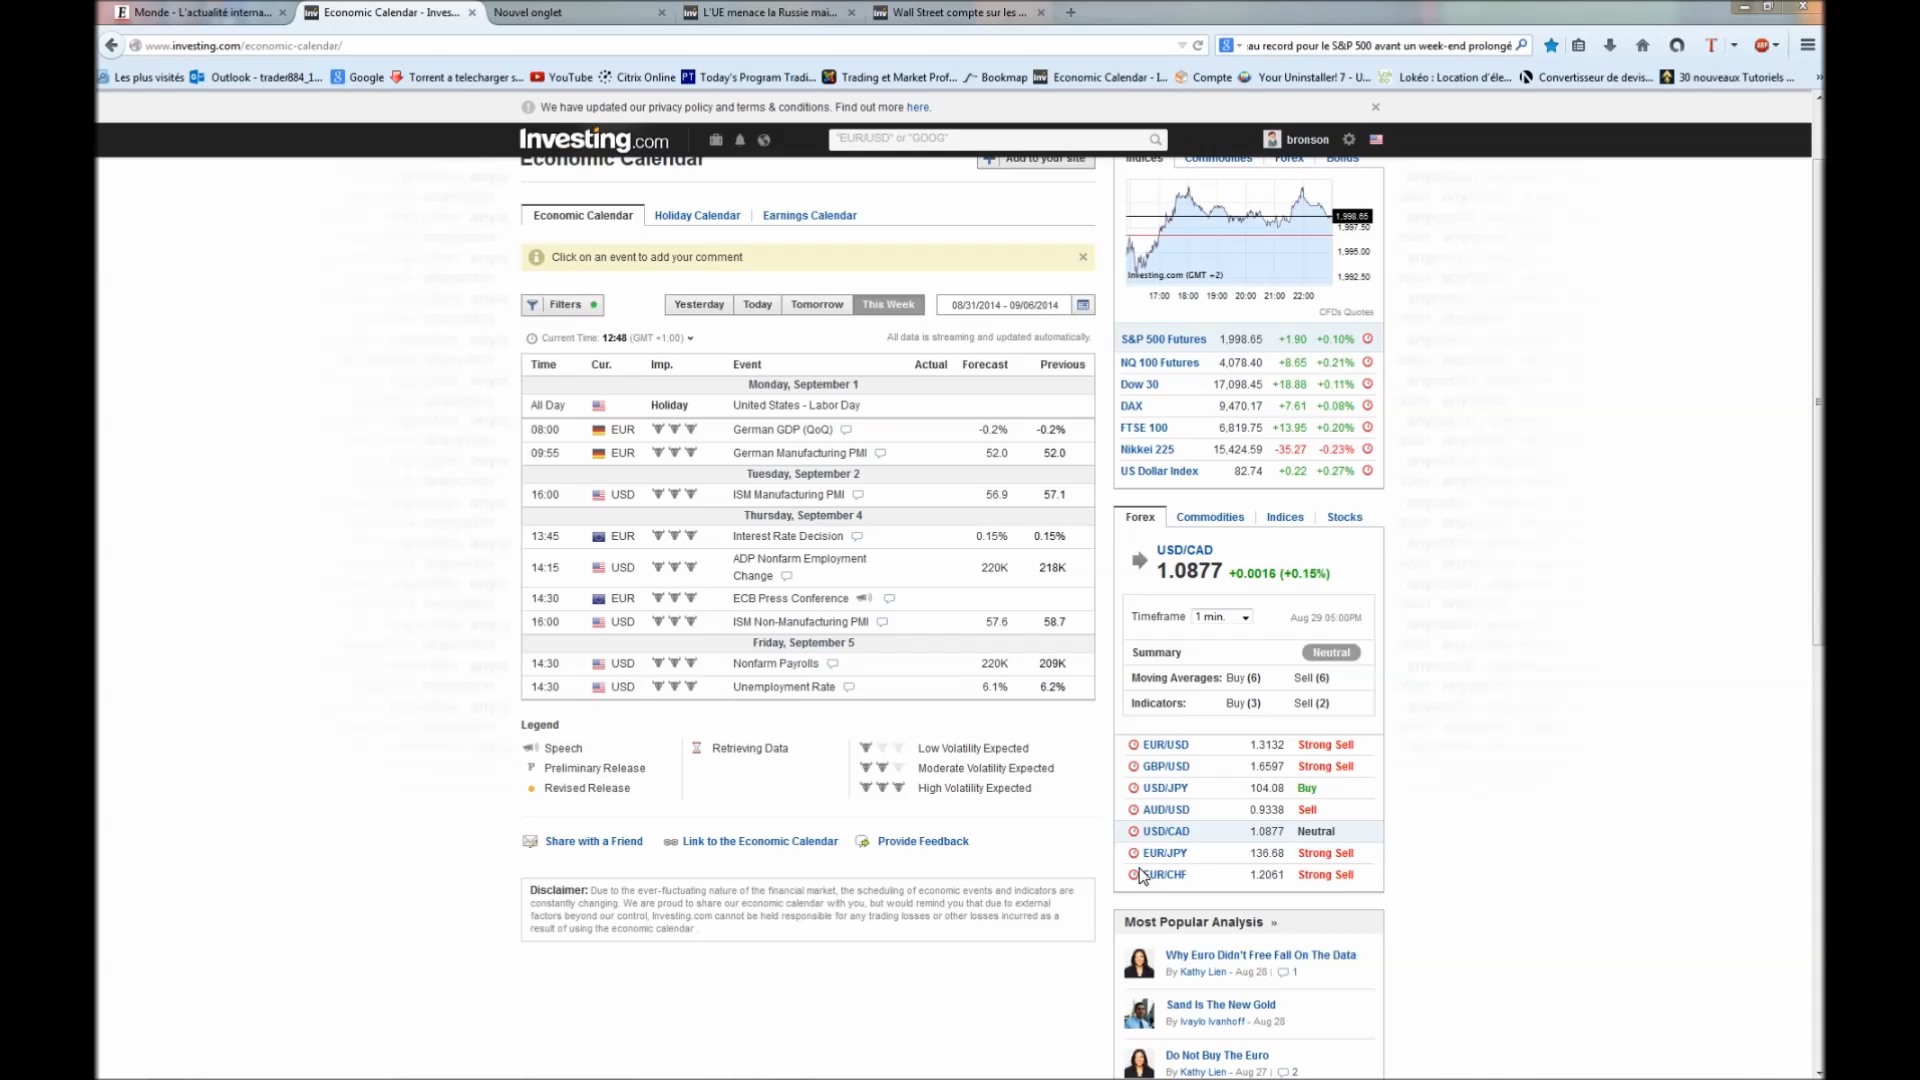 Monde - L'actualité interna...
Economic Calendar - Inves...
Nouvel onglet
L'UE menace la Russie mai...
Wall Street compte sur les ...
www.investing.com/economic-calendar/
au record pour le S&P 500 avant un week-end prolongé
Les plus visités
Outlook - trader884_1...
Google
Torrent a telecharger s...
YouTube
Citrix Online
Today's Program Tradi...
Trading et Market Prof...
Bookmap
Economic Calendar - I...
Compte
Your Uninstaller! 7 - U...
Lokéo : Location d'éle...
Convertisseur de devis...
30 nouveaux Tutoriels ...
We have updated our privacy policy and terms & conditions. Find out more here.
Investing.com
"EUR/USD" or "GOOG"
bronson
Economic Calendar
Add to your site
Economic Calendar
Holiday Calendar
Earnings Calendar
Click on an event to add your comment
Filters
Yesterday
Today
Tomorrow
This Week
08/31/2014 - 09/06/2014
Current Time: 12:48 (GMT +1:00)
All data is streaming and updated automatically.
Time Cur. Imp. Event Actual Forecast Previous
Monday, September 1
All Day Holiday United States - Labor Day
08:00 EUR German GDP (QoQ) -0.2% -0.2%
09:55 EUR German Manufacturing PMI 52.0 52.0
Tuesday, September 2
16:00 USD ISM Manufacturing PMI 56.9 57.1
Thursday, September 4
13:45 EUR Interest Rate Decision 0.15% 0.15%
14:15 USD ADP Nonfarm Employment Change 220K 218K
14:30 EUR ECB Press Conference
16:00 USD ISM Non-Manufacturing PMI 57.6 58.7
Friday, September 5
14:30 USD Nonfarm Payrolls 220K 209K
14:30 USD Unemployment Rate 6.1% 6.2%
Legend
Speech
Retrieving Data
Low Volatility Expected
P Preliminary Release
Moderate Volatility Expected
Revised Release
High Volatility Expected
Share with a Friend
Link to the Economic Calendar
Provide Feedback
Disclaimer: Due to the ever-fluctuating nature of the financial market, the scheduling of economic events and indicators are
constantly changing. We are proud to share our economic calendar with you, but would remind you that due to external
factors beyond our control, Investing.com cannot be held responsible for any trading losses or other losses incurred as a
result of using the economic calendar .
Indices
Commodities
Forex
Bonds
1,998.65
1,997.50
1,995.00
1,992.50
Investing.com (GMT +2)
17:00 18:00 19:00 20:00 21:00 22:00
CFDs Quotes
S&P 500 Futures 1,998.65 +1.90 +0.10%
NQ 100 Futures 4,078.40 +8.65 +0.21%
Dow 30 17,098.45 +18.88 +0.11%
DAX 9,470.17 +7.61 +0.08%
FTSE 100 6,819.75 +13.95 +0.20%
Nikkei 225 15,424.59 -35.27 -0.23%
US Dollar Index 82.74 +0.22 +0.27%
Forex
Commodities
Indices
Stocks
USD/CAD
1.0877 +0.0016 (+0.15%)
Timeframe 1 min. Aug 29 05:00PM
Summary Neutral
Moving Averages: Buy (6) Sell (6)
Indicators: Buy (3) Sell (2)
EUR/USD 1.3132 Strong Sell
GBP/USD 1.6597 Strong Sell
USD/JPY 104.08 Buy
AUD/USD 0.9338 Sell
USD/CAD 1.0877 Neutral
EUR/JPY 136.68 Strong Sell
EUR/CHF 1.2061 Strong Sell
Most Popular Analysis »
Why Euro Didn't Free Fall On The Data
By Kathy Lien - Aug 28 | 1
Sand Is The New Gold
By Ivaylo Ivanhoff - Aug 28
Do Not Buy The Euro
By Kathy Lien - Aug 27 | 2